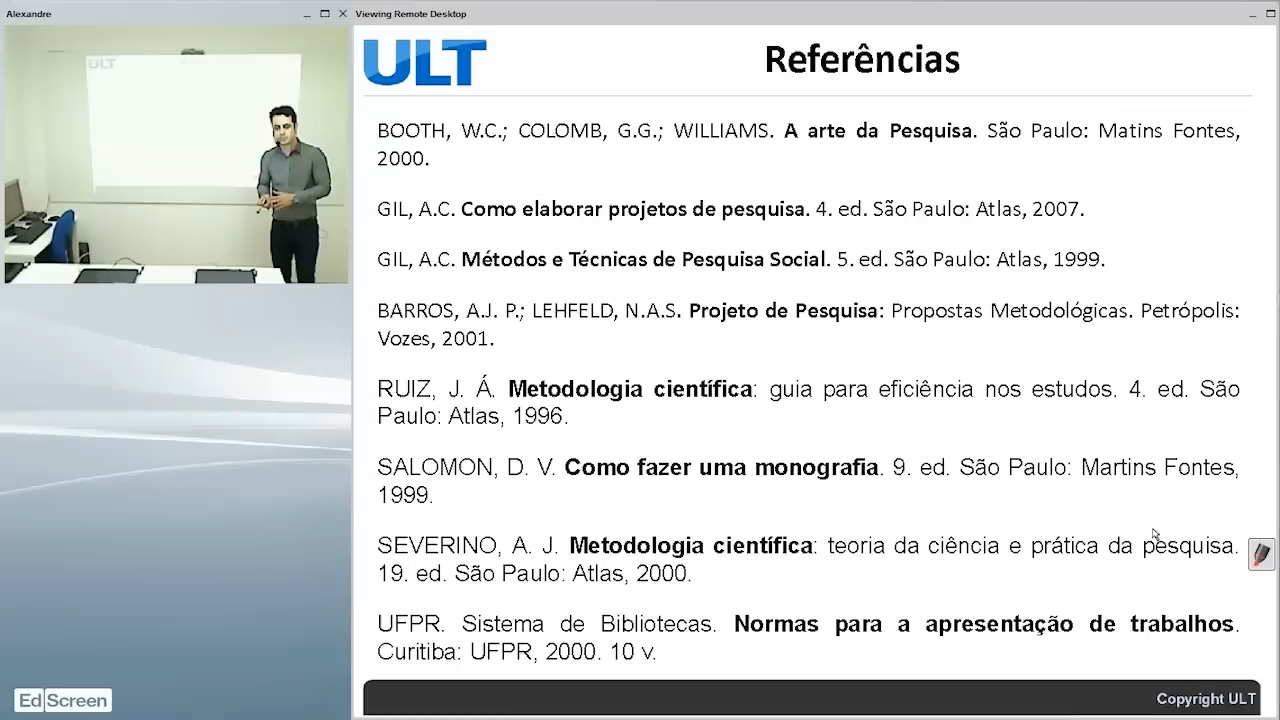 Alexandre
Viewing Remote Desktop
ULT
ULT
Referências
BOOTH, W.C.; COLOMB, G.G.; WILLIAMS. A arte da Pesquisa. São Paulo: Matins Fontes,
2000.
GIL, A.C. Como elaborar projetos de pesquisa. 4. ed. São Paulo: Atlas, 2007.
GIL, A.C. Métodos e Técnicas de Pesquisa Social. 5. ed. São Paulo: Atlas, 1999.
BARROS, A.J. P.; LEHFELD, N.A.S. Projeto de Pesquisa: Propostas Metodológicas. Petrópolis:
Vozes, 2001.
RUIZ, J. Á. Metodologia científica: guia para eficiência nos estudos. 4. ed. São
Paulo: Atlas, 1996.
SALOMON, D. V. Como fazer uma monografia. 9. ed. São Paulo: Martins Fontes,
1999.
SEVERINO, A. J. Metodologia científica: teoria da ciência e prática da pesquisa.
19. ed. São Paulo: Atlas, 2000.
UFPR. Sistema de Bibliotecas. Normas para a apresentação de trabalhos.
Curitiba: UFPR, 2000. 10 v.
EdScreen
Copyright ULT